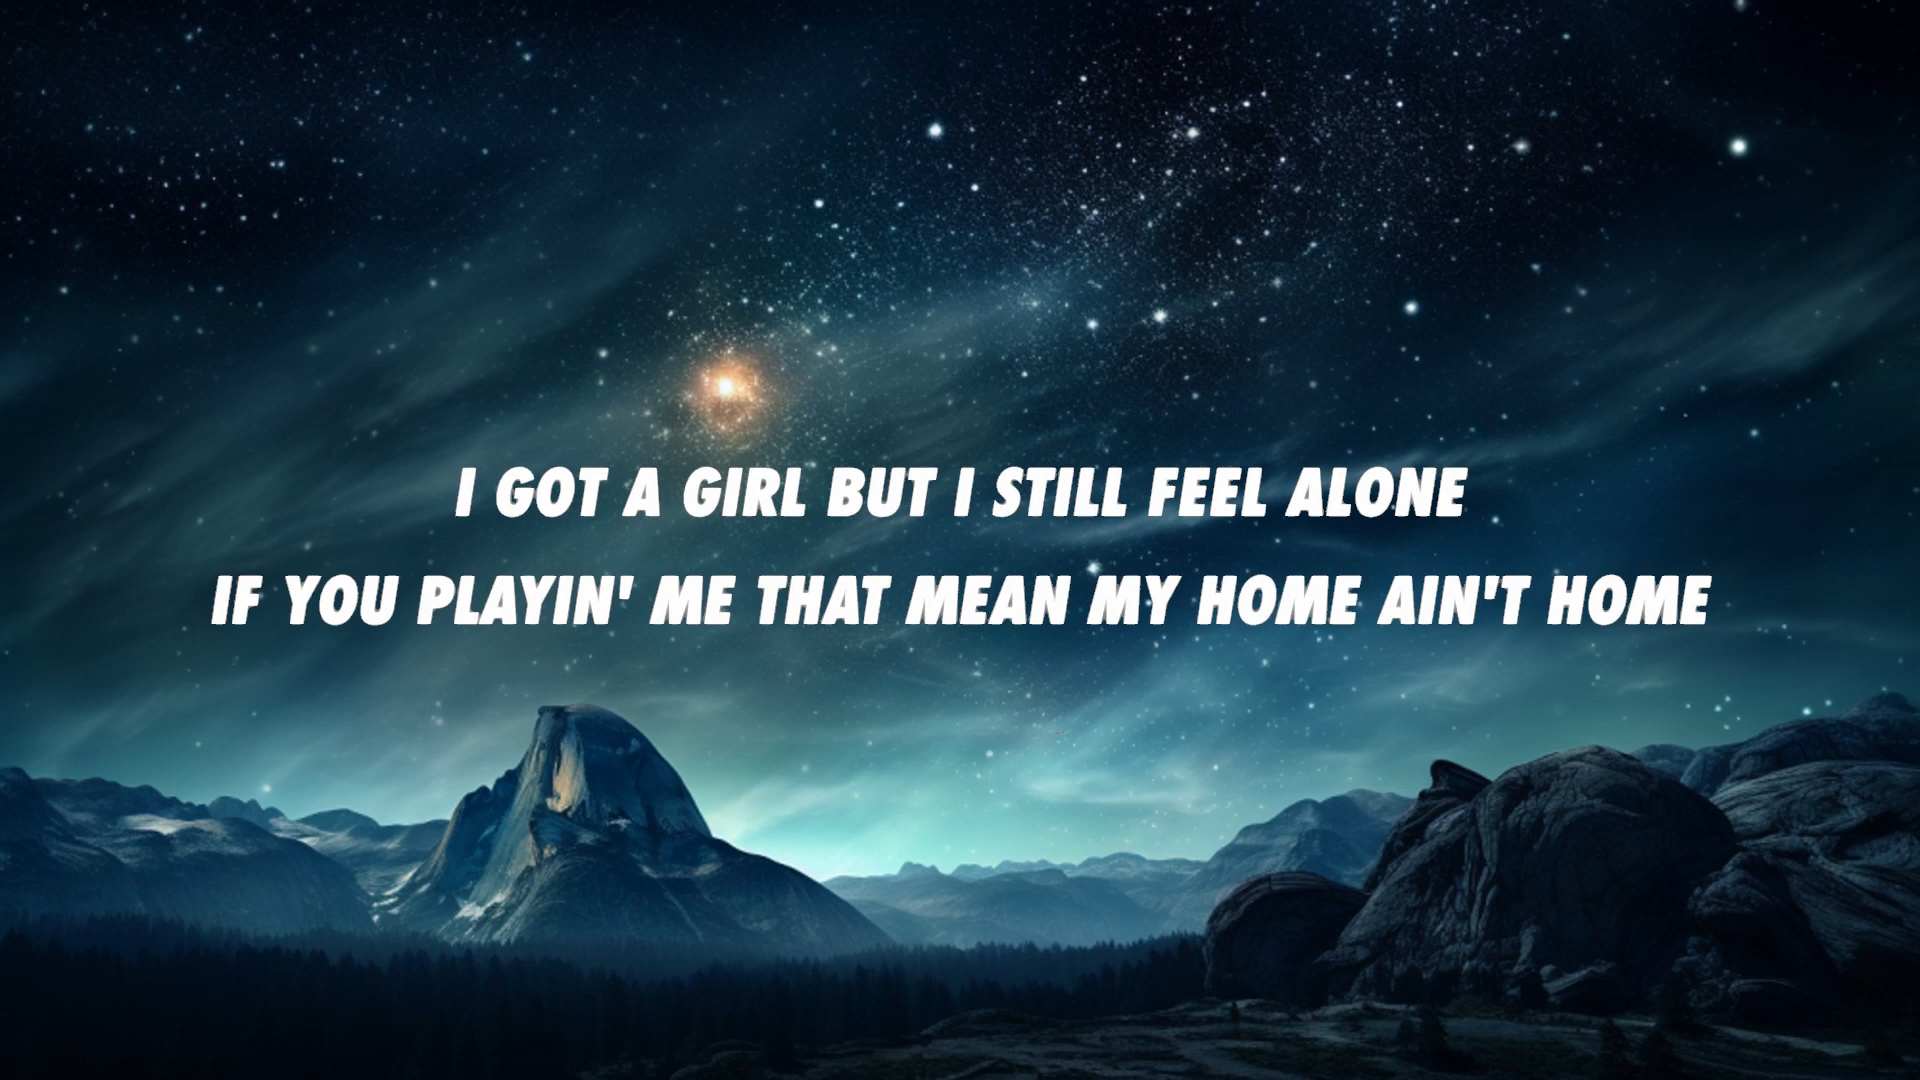 I GOT A GIRL BUT I STILL FEEL ALONE
IF YOU PLAYIN' ME THAT MEAN MY HOME AIN'T HOME